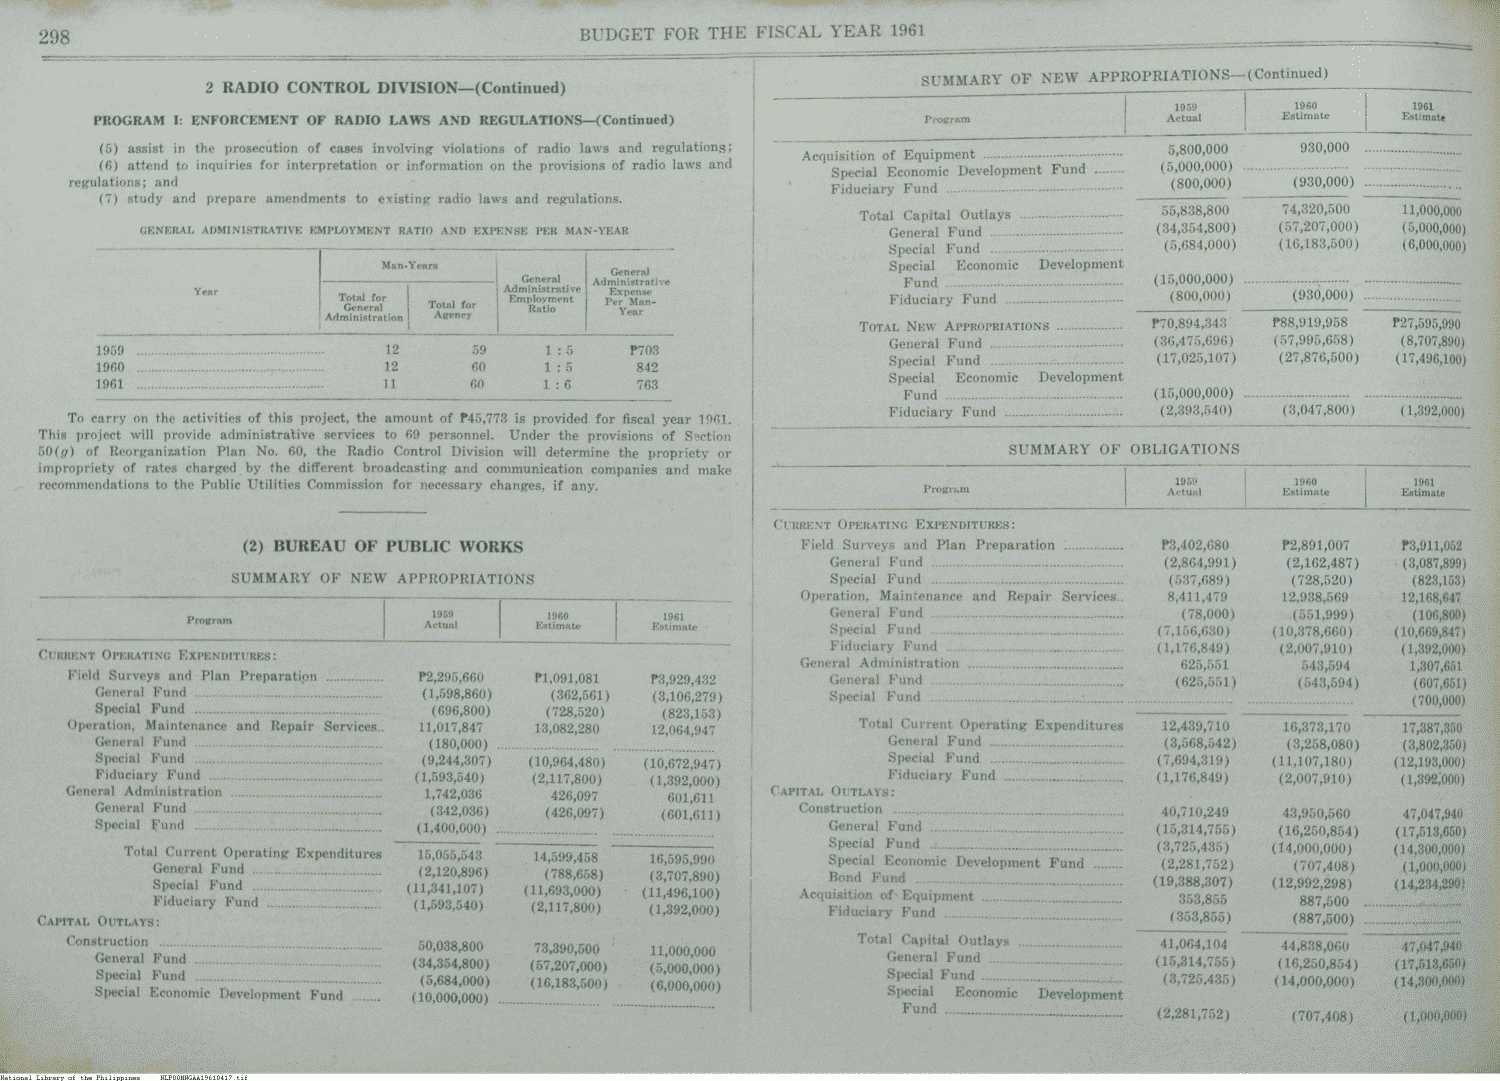 298
BUDGET FOR THE FISCAL YEAR 1961
2 RADIO CONTROL DIVISION—(Continued)
PROGRAM I: ENFORCEMENT OF RADIO LAWS AND REGULATIONS—(Continued)
(5) assist in the prosecution of cases involving violations of radio laws and regulations;
(6) attend to inquiries for interpretation or information on the provisions of radio laws and
regulations; and
(7) study and prepare amendments to existing radio laws and regulations.
GENERAL ADMINISTRATIVE EMPLOYMENT RATIO AND EXPENSE PER MAN-YEAR
Year
Man-Years
Total for General Administration
Total for Agency
General Administrative Employment Ratio
General Administrative Expense Per Man-Year
1959 12 59 1 : 5 ₱703
1960 12 60 1 : 5 842
1961 11 60 1 : 6 763
To carry on the activities of this project, the amount of ₱45,773 is provided for fiscal year 1961.
This project will provide administrative services to 69 personnel. Under the provisions of Section
50(g) of Reorganization Plan No. 60, the Radio Control Division will determine the propriety or
impropriety of rates charged by the different broadcasting and communication companies and make
recommendations to the Public Utilities Commission for necessary changes, if any.
(2) BUREAU OF PUBLIC WORKS
SUMMARY OF NEW APPROPRIATIONS
Program 1959 Actual 1960 Estimate 1961 Estimate
CURRENT OPERATING EXPENDITURES:
Field Surveys and Plan Preparation ₱2,295,660 ₱1,091,081 ₱3,929,432
General Fund (1,598,860) (362,561) (3,106,279)
Special Fund (696,800) (728,520) (823,153)
Operation, Maintenance and Repair Services.. 11,017,847 13,082,280 12,064,947
General Fund (180,000)
Special Fund (9,244,307) (10,964,480) (10,672,947)
Fiduciary Fund (1,593,540) (2,117,800) (1,392,000)
General Administration 1,742,036 426,097 601,611
General Fund (342,036) (426,097) (601,611)
Special Fund (1,400,000)
Total Current Operating Expenditures 15,055,543 14,599,458 16,595,990
General Fund (2,120,896) (788,658) (3,707,890)
Special Fund (11,341,107) (11,693,000) (11,496,100)
Fiduciary Fund (1,593,540) (2,117,800) (1,392,000)
CAPITAL OUTLAYS:
Construction 50,038,800 73,390,500 11,000,000
General Fund (34,354,800) (57,207,000) (5,000,000)
Special Fund (5,684,000) (16,183,500) (6,000,000)
Special Economic Development Fund (10,000,000)
SUMMARY OF NEW APPROPRIATIONS—(Continued)
Program 1959 Actual 1960 Estimate 1961 Estimate
Acquisition of Equipment 5,800,000 930,000
Special Economic Development Fund (5,000,000)
Fiduciary Fund (800,000) (930,000)
Total Capital Outlays 55,838,800 74,320,500 11,000,000
General Fund (34,354,800) (57,207,000) (5,000,000)
Special Fund (5,684,000) (16,183,500) (6,000,000)
Special Economic Development
Fund (15,000,000)
Fiduciary Fund (800,000) (930,000)
TOTAL NEW APPROPRIATIONS ₱70,894,343 ₱88,919,958 ₱27,595,990
General Fund (36,475,696) (57,995,658) (8,707,890)
Special Fund (17,025,107) (27,876,500) (17,496,100)
Special Economic Development
Fund (15,000,000)
Fiduciary Fund (2,393,540) (3,047,800) (1,392,000)
SUMMARY OF OBLIGATIONS
Program 1959 Actual 1960 Estimate 1961 Estimate
CURRENT OPERATING EXPENDITURES:
Field Surveys and Plan Preparation ₱3,402,680 ₱2,891,007 ₱3,911,052
General Fund (2,864,991) (2,162,487) (3,087,899)
Special Fund (537,689) (728,520) (823,153)
Operation, Maintenance and Repair Services.. 8,411,479 12,938,569 12,168,647
General Fund (78,000) (551,999) (106,800)
Special Fund (7,156,630) (10,378,660) (10,669,847)
Fiduciary Fund (1,176,849) (2,007,910) (1,392,000)
General Administration 625,551 543,594 1,307,651
General Fund (625,551) (543,594) (607,651)
Special Fund (700,000)
Total Current Operating Expenditures 12,439,710 16,373,170 17,387,350
General Fund (3,568,542) (3,258,080) (3,802,350)
Special Fund (7,694,319) (11,107,180) (12,193,000)
Fiduciary Fund (1,176,849) (2,007,910) (1,392,000)
CAPITAL OUTLAYS:
Construction 40,710,249 43,950,560 47,047,940
General Fund (15,314,755) (16,250,854) (17,513,650)
Special Fund (3,725,435) (14,000,000) (14,300,000)
Special Economic Development Fund (2,281,752) (707,408) (1,000,000)
Bond Fund (19,388,307) (12,992,298) (14,234,290)
Acquisition of Equipment 353,855 887,500
Fiduciary Fund (353,855) (887,500)
Total Capital Outlays 41,064,104 44,838,060 47,047,940
General Fund (15,314,755) (16,250,854) (17,513,650)
Special Fund (3,725,435) (14,000,000) (14,300,000)
Special Economic Development
Fund (2,281,752) (707,408) (1,000,000)
National Library of the Philippines NLPOONNGAA19610417.tif